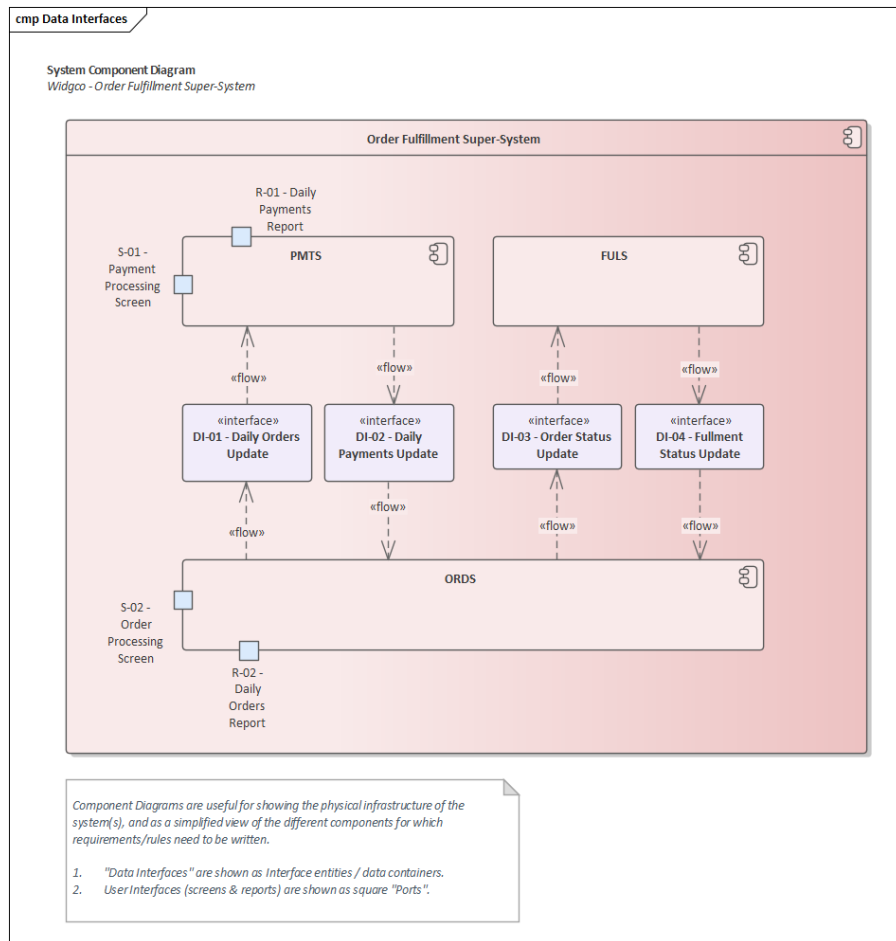 cmp Data Interfaces
System Component Diagram
Widgco - Order Fulfillment Super-System
Order Fulfillment Super-System
R-01 - Daily
Payments
Report
S-01 -
Payment
Processing
Screen
PMTS
FULS
«flow»
«flow»
«flow»
«flow»
«interface»
DI-01 - Daily Orders
Update
«interface»
DI-02 - Daily
Payments Update
«interface»
DI-03 - Order Status
Update
«interface»
DI-04 - Fullment
Status Update
«flow»
«flow»
«flow»
«flow»
ORDS
S-02 -
Order
Processing
Screen
R-02 -
Daily
Orders
Report
Component Diagrams are useful for showing the physical infrastructure of the
system(s), and as a simplified view of the different components for which
requirements/rules need to be written.
1. "Data Interfaces" are shown as Interface entities / data containers.
2. User Interfaces (screens & reports) are shown as square "Ports".